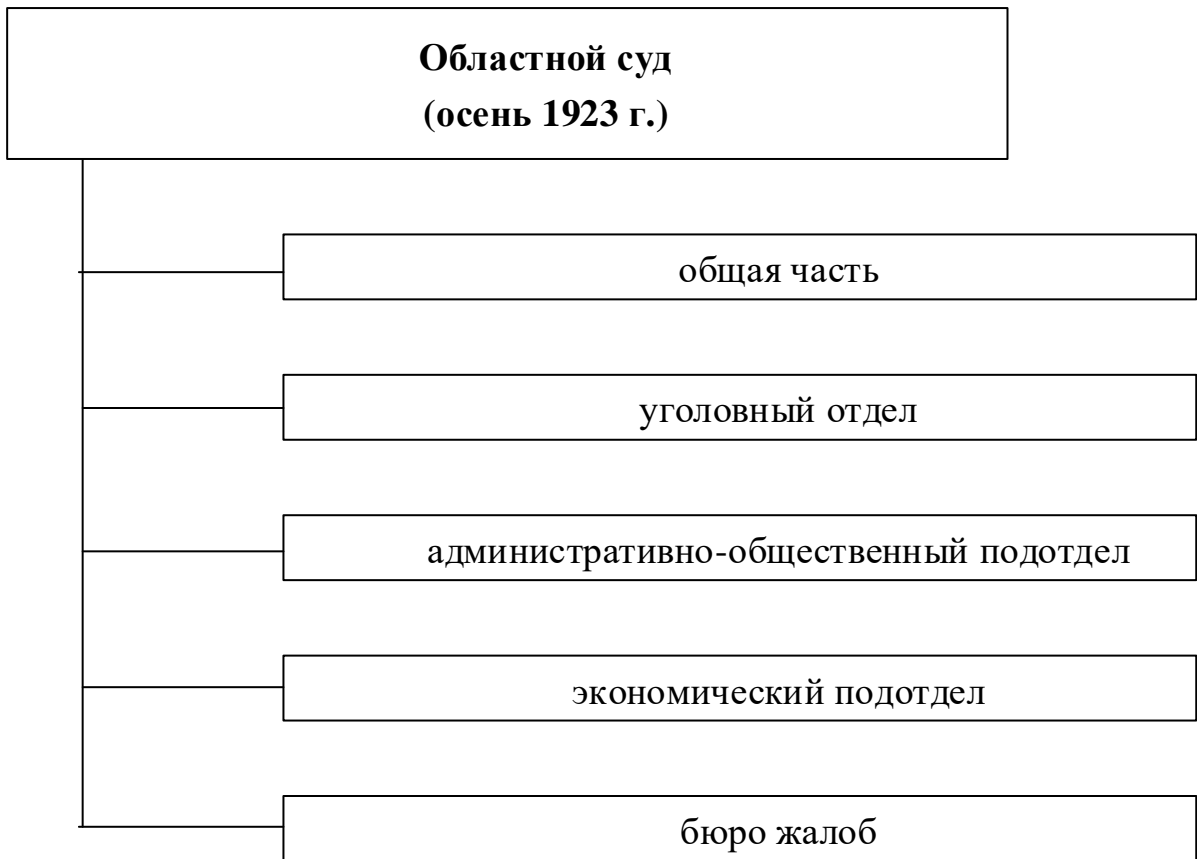 Областной суд
(осень 1923 г.)
общая часть
уголовный отдел
административно-общественный подотдел
экономический подотдел
бюро жалоб